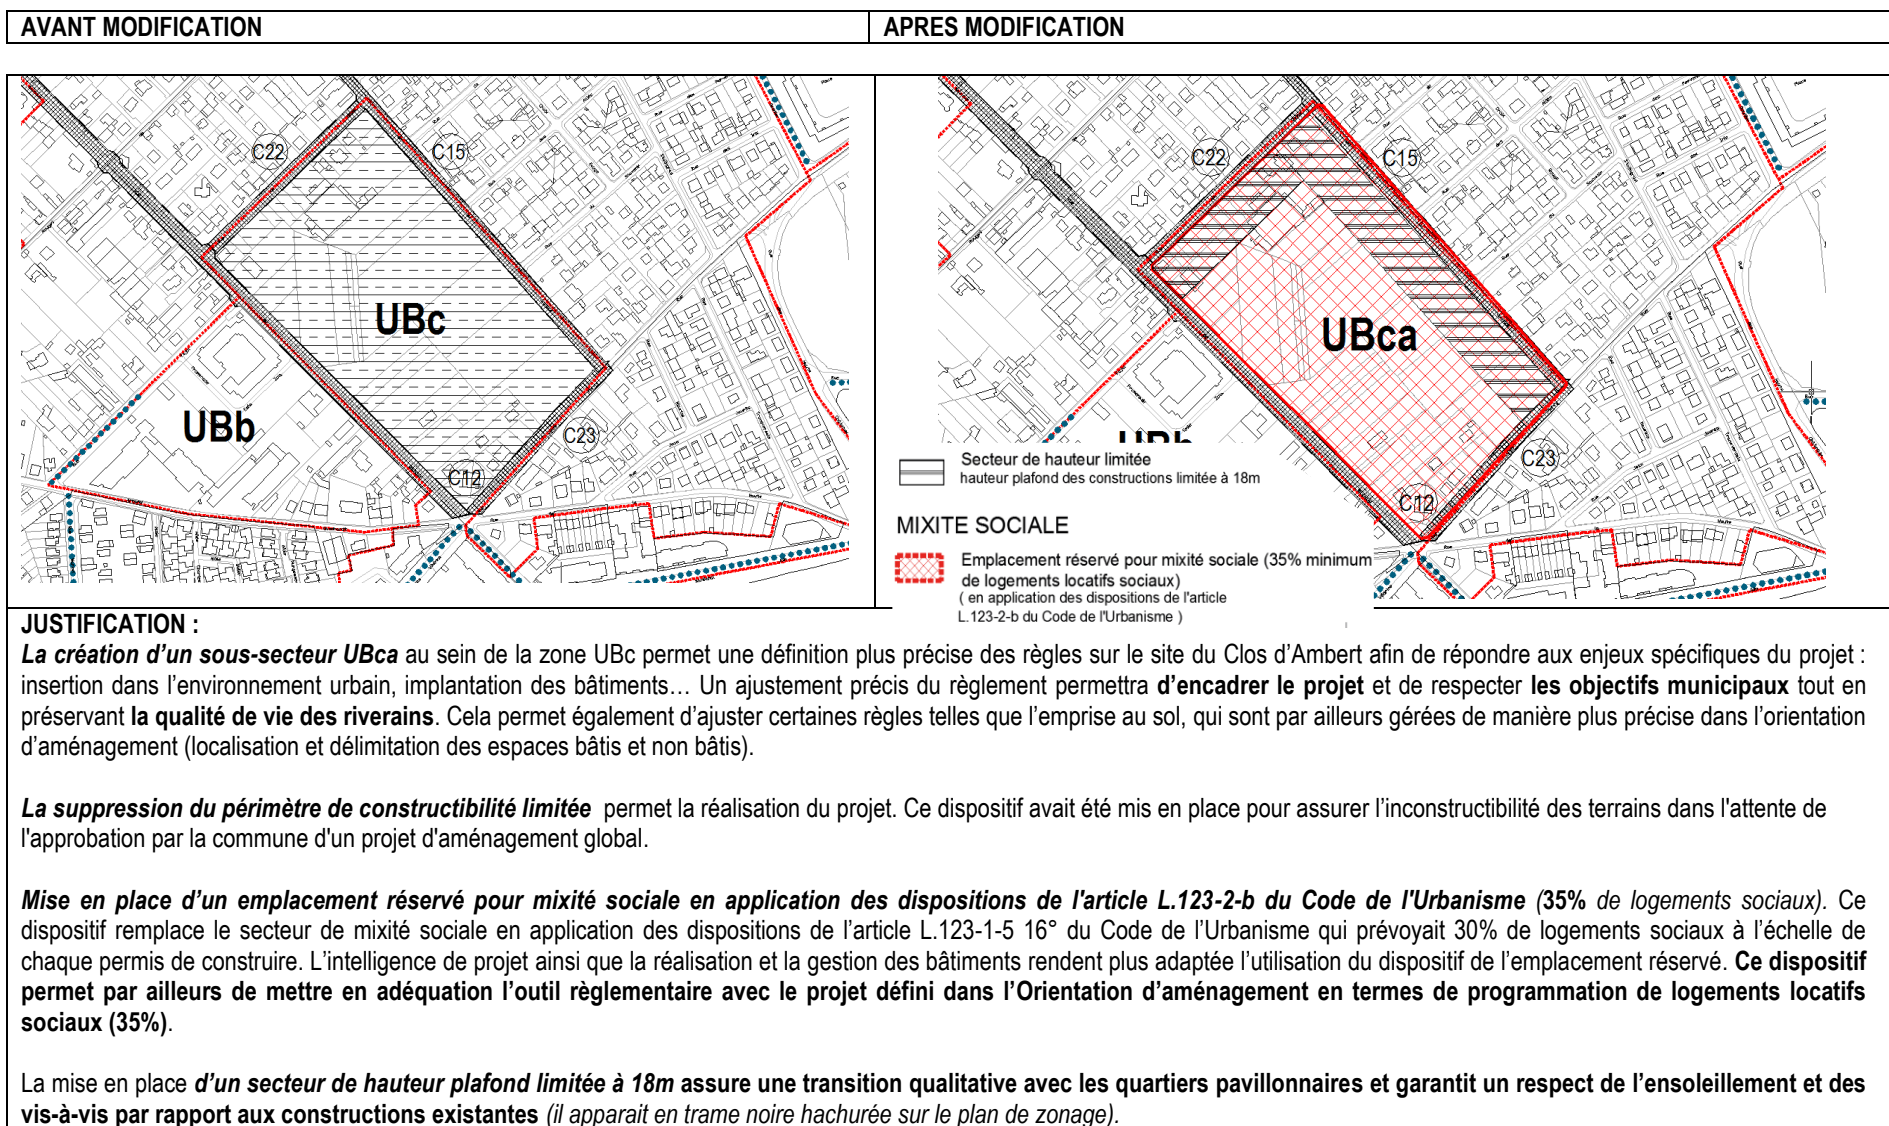 AVANT MODIFICATION
APRES MODIFICATION
C22
C15
UBc
UBb
C23
C12
C22
C15
UBca
C23
C12
Secteur de hauteur limitée
hauteur plafond des constructions limitée à 18m
MIXITE SOCIALE
Emplacement réservé pour mixité sociale (35% minimum
de logements locatifs sociaux)
( en application des dispositions de l'article
L.123-2-b du Code de l'Urbanisme )
JUSTIFICATION :
La création d'un sous-secteur UBca au sein de la zone UBc permet une définition plus précise des règles sur le site du Clos d'Ambert afin de répondre aux enjeux spécifiques du projet :
insertion dans l'environnement urbain, implantation des bâtiments… Un ajustement précis du règlement permettra d'encadrer le projet et de respecter les objectifs municipaux tout en
préservant la qualité de vie des riverains. Cela permet également d'ajuster certaines règles telles que l'emprise au sol, qui sont par ailleurs gérées de manière plus précise dans l'orientation
d'aménagement (localisation et délimitation des espaces bâtis et non bâtis).
La suppression du périmètre de constructibilité limitée permet la réalisation du projet. Ce dispositif avait été mis en place pour assurer l'inconstructibilité des terrains dans l'attente de
l'approbation par la commune d'un projet d'aménagement global.
Mise en place d'un emplacement réservé pour mixité sociale en application des dispositions de l'article L.123-2-b du Code de l'Urbanisme (35% de logements sociaux). Ce
dispositif remplace le secteur de mixité sociale en application des dispositions de l'article L.123-1-5 16° du Code de l'Urbanisme qui prévoyait 30% de logements sociaux à l'échelle de
chaque permis de construire. L'intelligence de projet ainsi que la réalisation et la gestion des bâtiments rendent plus adaptée l'utilisation du dispositif de l'emplacement réservé. Ce dispositif
permet par ailleurs de mettre en adéquation l'outil règlementaire avec le projet défini dans l'Orientation d'aménagement en termes de programmation de logements locatifs
sociaux (35%).
La mise en place d'un secteur de hauteur plafond limitée à 18m assure une transition qualitative avec les quartiers pavillonnaires et garantit un respect de l'ensoleillement et des
vis-à-vis par rapport aux constructions existantes (il apparait en trame noire hachurée sur le plan de zonage).